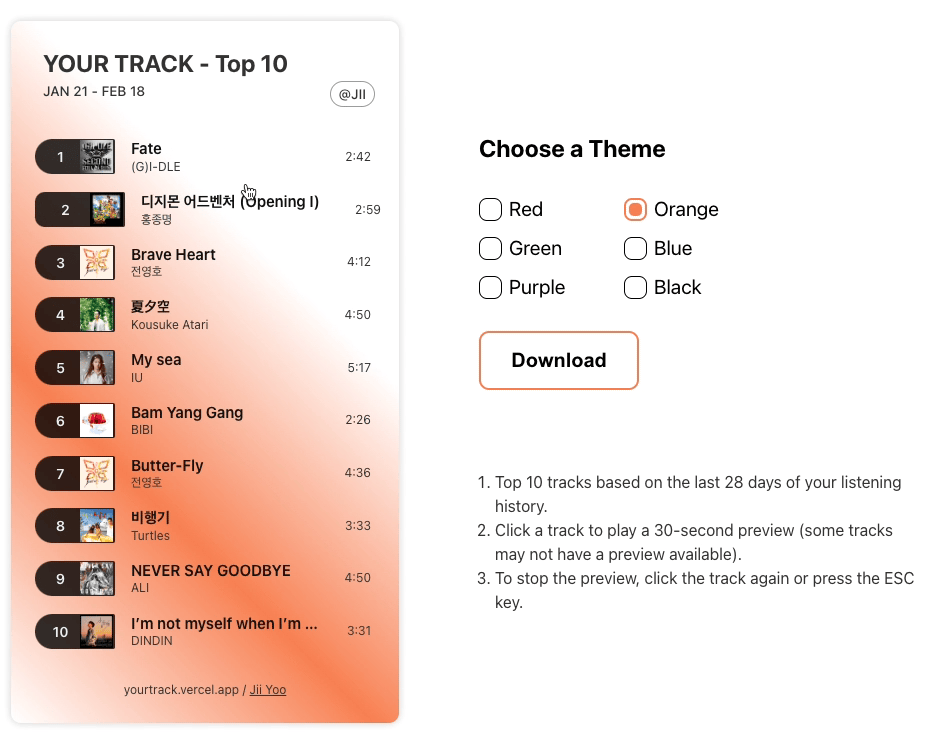 YOUR TRACK - Top 10
JAN 21 - FEB 18
@JII
1
Fate
(G)I-DLE
2:42
2
디지몬 어드벤처 (Opening I)
홍종명
2:59
3
Brave Heart
전영호
4:12
4
夏夕空
Kousuke Atari
4:50
5
My sea
IU
5:17
6
Bam Yang Gang
BIBI
2:26
7
Butter-Fly
전영호
4:36
8
비행기
Turtles
3:33
9
NEVER SAY GOODBYE
ALI
4:50
10
I'm not myself when I'm ...
DINDIN
3:31
yourtrack.vercel.app / Jii Yoo
Choose a Theme
Red
Orange
Green
Blue
Purple
Black
Download
1. Top 10 tracks based on the last 28 days of your listening
history.
2. Click a track to play a 30-second preview (some tracks
may not have a preview available).
3. To stop the preview, click the track again or press the ESC
key.